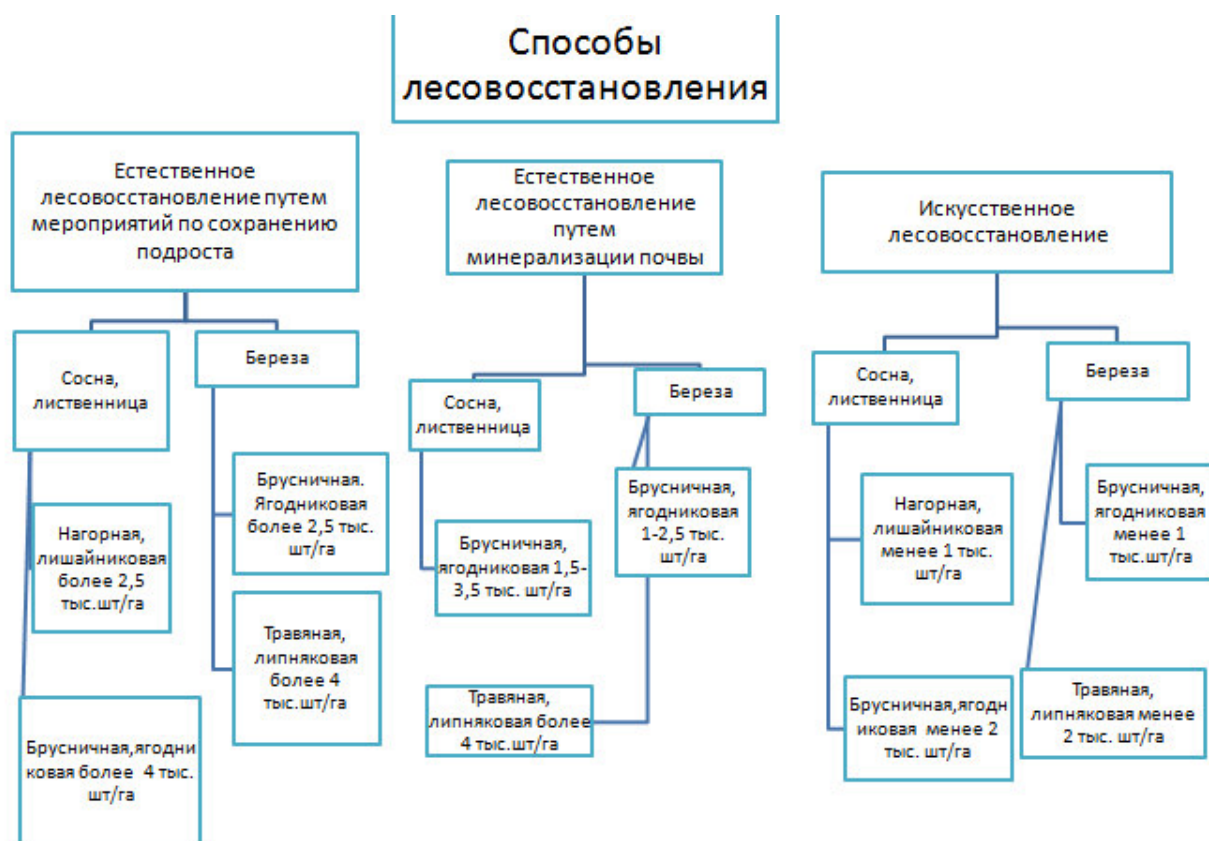 Способы
лесовосстановления
Естественное
лесовосстановление путем
мероприятий по сохранению
подроста
Сосна,
лиственница
Нагорная,
лишайниковая
более 2,5
тыс.шт/га
Брусничная,ягодни
ковая более 4 тыс.
шт/га
Береза
Брусничная.
Ягодниковая
более 2,5 тыс.
шт/га
Травяная,
липняковая
более 4
тыс.шт/га
Естественное
лесовосстановление
путем
минерализации почвы
Сосна,
лиственница
Брусничная,
ягодниковая 1,5-
3,5 тыс. шт/га
Береза
Брусничная,
ягодниковая
1-2,5 тыс.
шт/га
Травяная,
липняковая более
4 тыс.шт/га
Искусственное
лесовосстановление
Сосна,
лиственница
Нагорная,
лишайниковая
менее 1 тыс.
шт/га
Брусничная,ягодн
иковая менее 2
тыс. шт/га
Береза
Брусничная,
ягодниковая
менее 1
тыс.шт/га
Травяная,
липняковая менее
2 тыс. шт/га